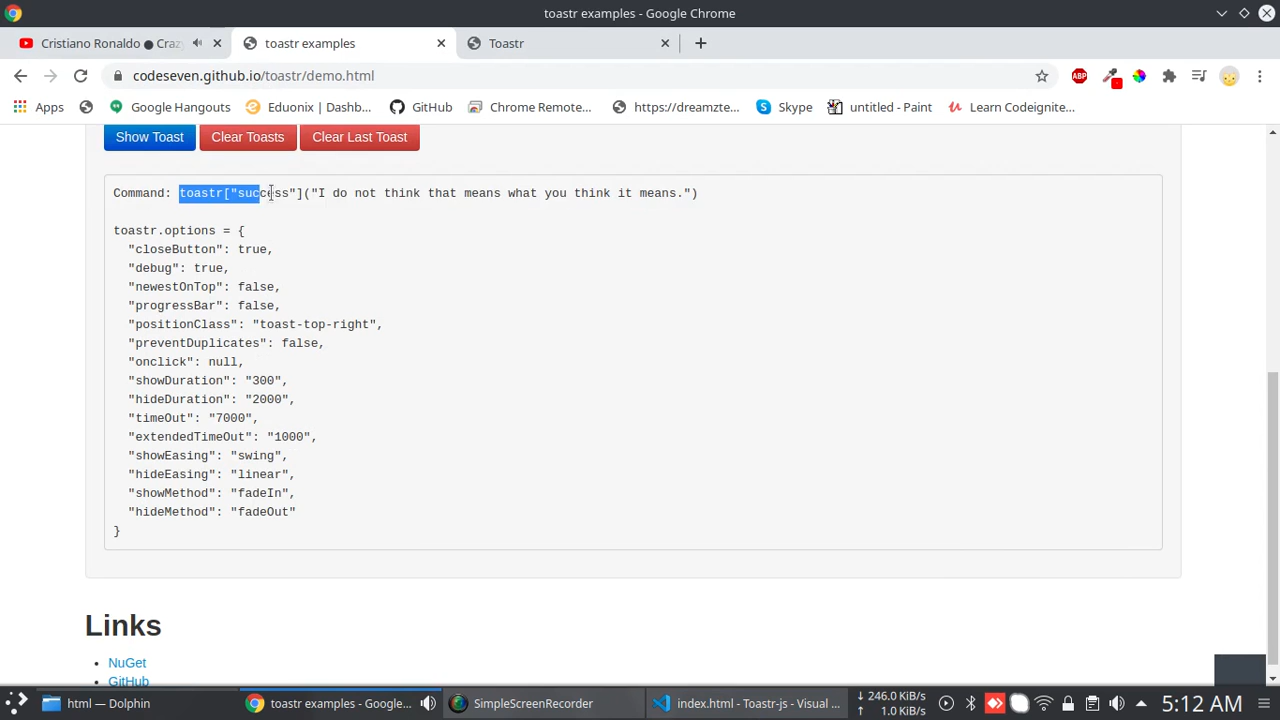 toastr examples - Google Chrome
Cristiano Ronaldo ● Craz
toastr examples
Toastr
codeseven.github.io/toastr/demo.html
ABP
Apps
Google Hangouts
Eduonix | Dashb...
GitHub
Chrome Remote...
https://dreamzte...
Skype
untitled - Paint
Learn Codeignite...
Show Toast
Clear Toasts
Clear Last Toast
Command: toastr["success"]("I do not think that means what you think it means.")
toastr.options = {
"closeButton": true,
"debug": true,
"newestOnTop": false,
"progressBar": false,
"positionClass": "toast-top-right",
"preventDuplicates": false,
"onclick": null,
"showDuration": "300",
"hideDuration": "2000",
"timeOut": "7000",
"extendedTimeOut": "1000",
"showEasing": "swing",
"hideEasing": "linear",
"showMethod": "fadeIn",
"hideMethod": "fadeOut"
}
Links
NuGet
GitHub
html — Dolphin
toastr examples - Google...
SimpleScreenRecorder
index.html - Toastr-js - Visual ...
246.0 KiB/s
1.0 KiB/s
5:12 AM